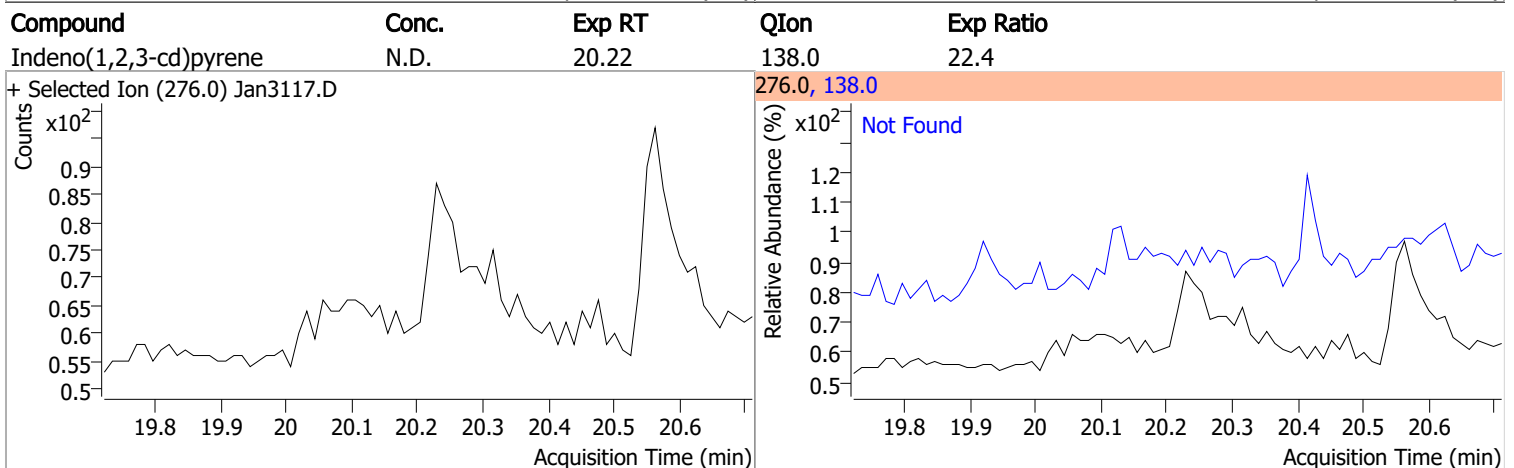 Compound Conc. Exp RT QIon Exp Ratio
Indeno(1,2,3-cd)pyrene N.D. 20.22 138.0 22.4
+ Selected Ion (276.0) Jan3117.D
Counts
x10²
0.9
0.85
0.8
0.75
0.7
0.65
0.6
0.55
0.5
19.8 19.9 20 20.1 20.2 20.3 20.4 20.5 20.6
Acquisition Time (min)
276.0, 138.0
Relative Abundance (%)
x10²
Not Found
1.2
1.1
1
0.9
0.8
0.7
0.6
0.5
19.8 19.9 20 20.1 20.2 20.3 20.4 20.5 20.6
Acquisition Time (min)